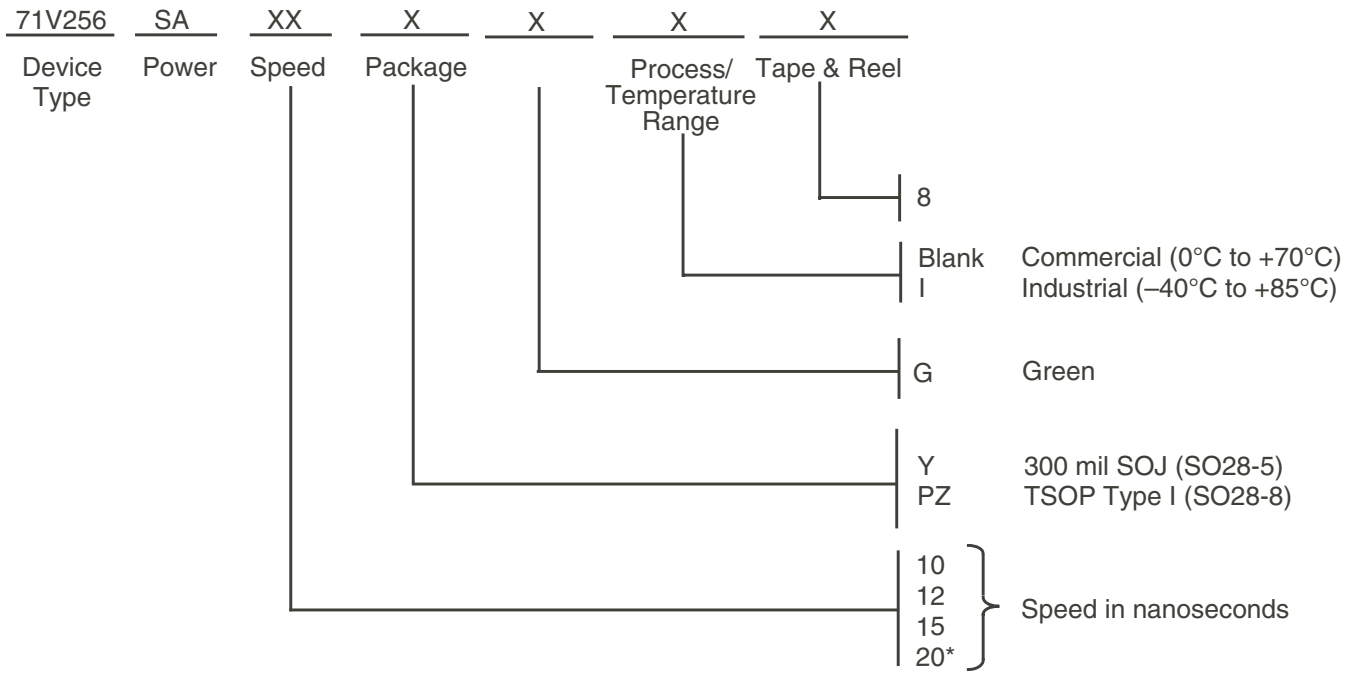 71V256 SA XX X X X X
Device Type Power Speed Package Process/ Temperature Range Tape & Reel
8
Blank Commercial (0°C to +70°C)
I Industrial (–40°C to +85°C)
G Green
Y 300 mil SOJ (SO28-5)
PZ TSOP Type I (SO28-8)
10
12
15
20*
Speed in nanoseconds